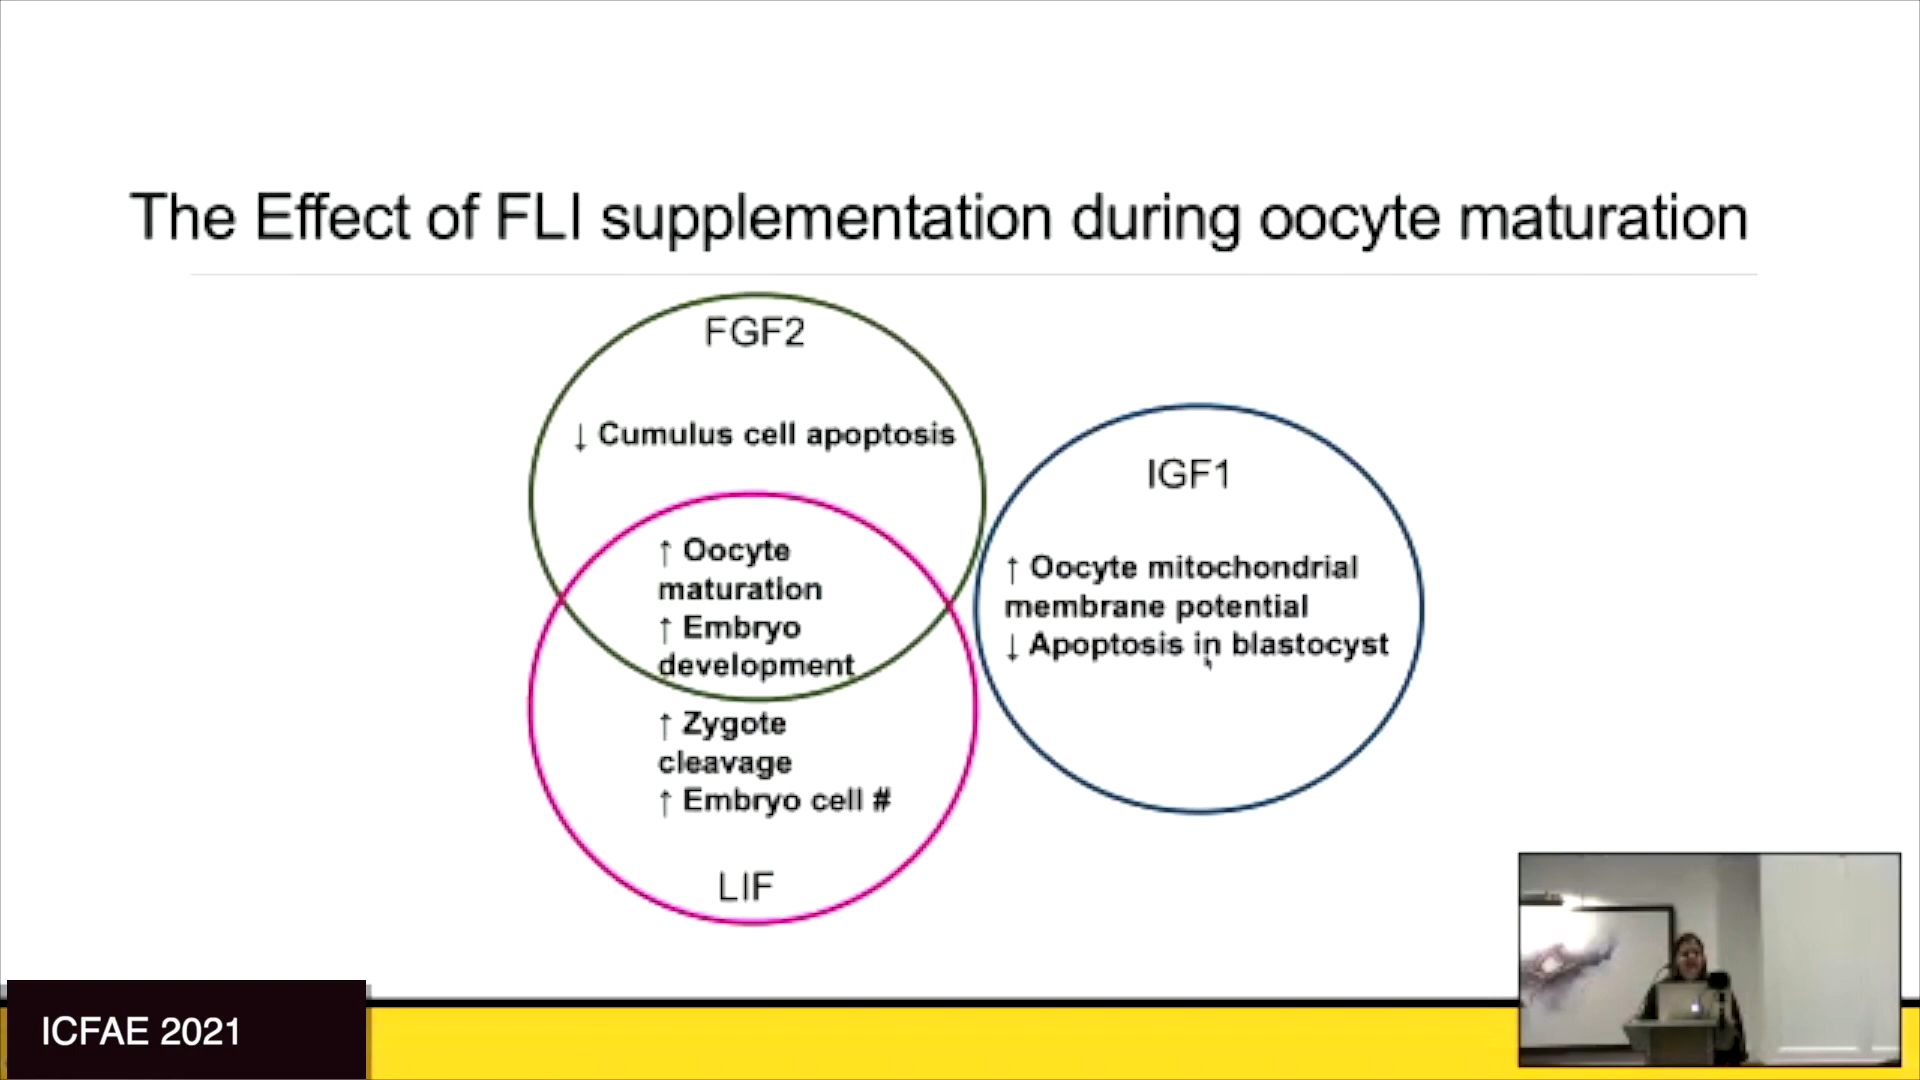 The Effect of FLI supplementation during oocyte maturation
FGF2
↓ Cumulus cell apoptosis
↑ Oocyte
maturation
↑ Embryo
development
↑ Zygote
cleavage
↑ Embryo cell #
LIF
IGF1
↑ Oocyte mitochondrial
membrane potential
↓ Apoptosis in blastocyst
ICFAE 2021